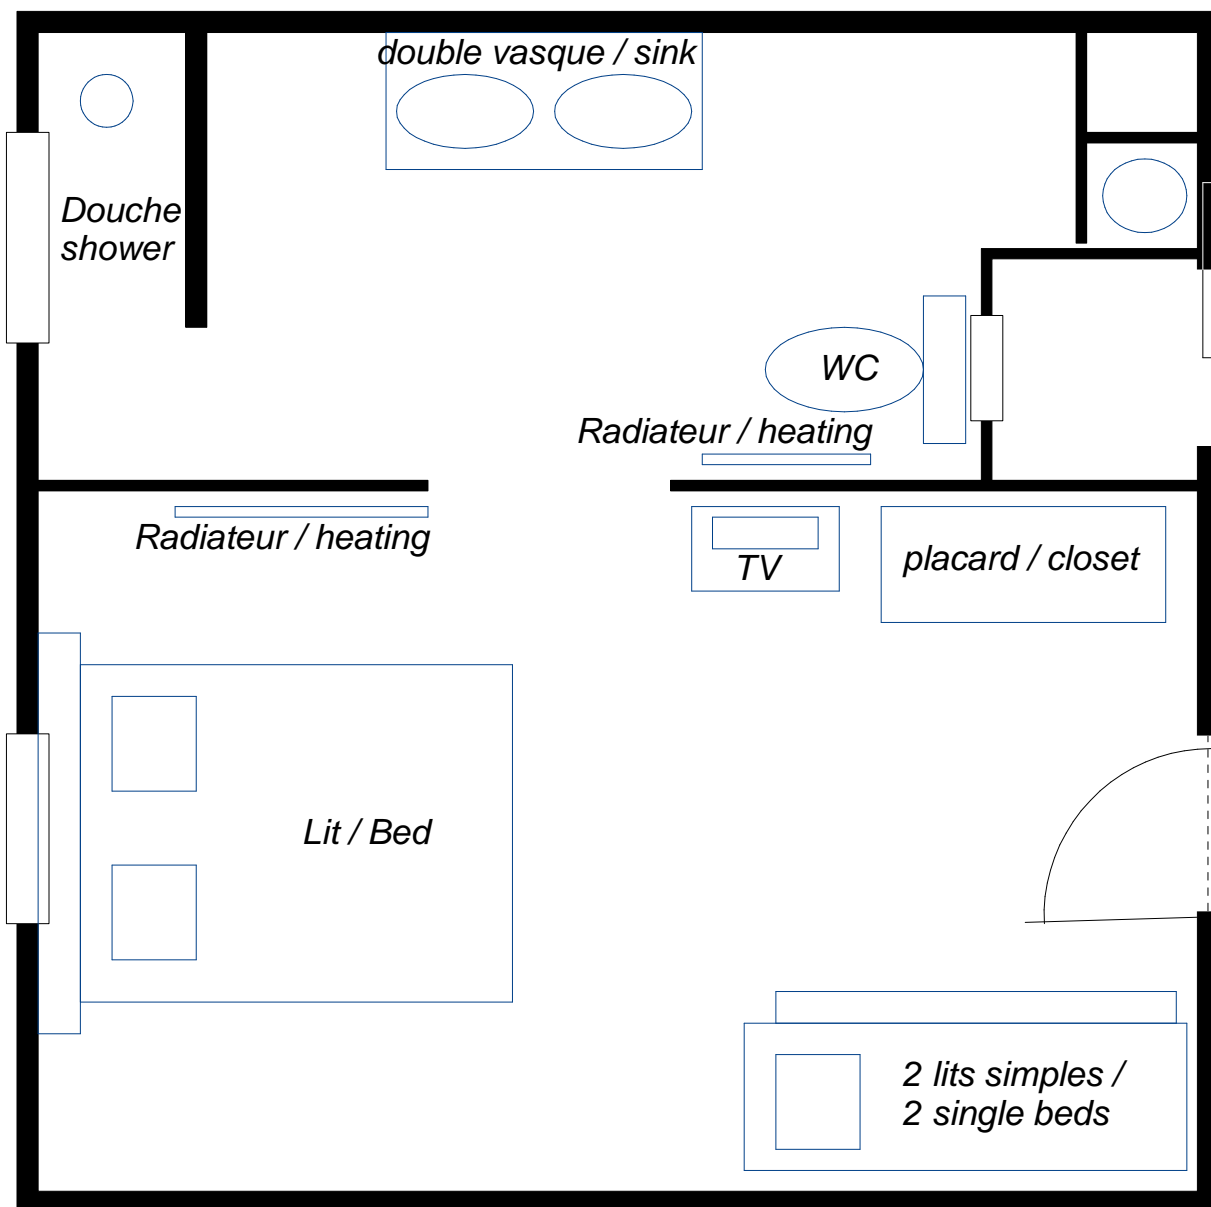 double vasque / sink
Douche
shower
WC
Radiateur / heating
Radiateur / heating
TV
placard / closet
Lit / Bed
2 lits simples /
2 single beds